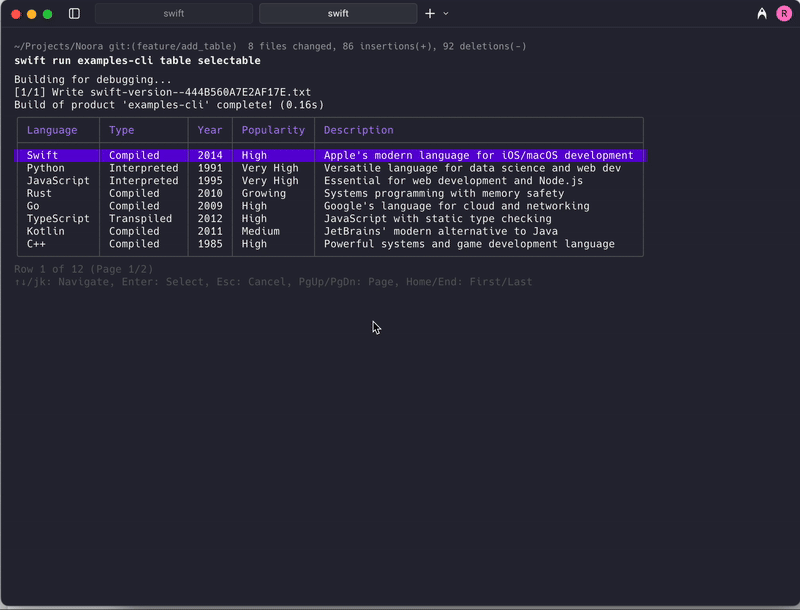 swift swift R
~/Projects/Noora git:(feature/add_table) 8 files changed, 86 insertions(+), 92 deletions(-)
swift run examples-cli table selectable
Building for debugging...
[1/1] Write swift-version--444B560A7E2AF17E.txt
Build of product 'examples-cli' complete! (0.16s)
Language Type Year Popularity Description
Swift Compiled 2014 High Apple's modern language for iOS/macOS development
Python Interpreted 1991 Very High Versatile language for data science and web dev
JavaScript Interpreted 1995 Very High Essential for web development and Node.js
Rust Compiled 2010 Growing Systems programming with memory safety
Go Compiled 2009 High Google's language for cloud and networking
TypeScript Transpiled 2012 High JavaScript with static type checking
Kotlin Compiled 2011 Medium JetBrains' modern alternative to Java
C++ Compiled 1985 High Powerful systems and game development language
Row 1 of 12 (Page 1/2)
↑↓/jk: Navigate, Enter: Select, Esc: Cancel, PgUp/PgDn: Page, Home/End: First/Last